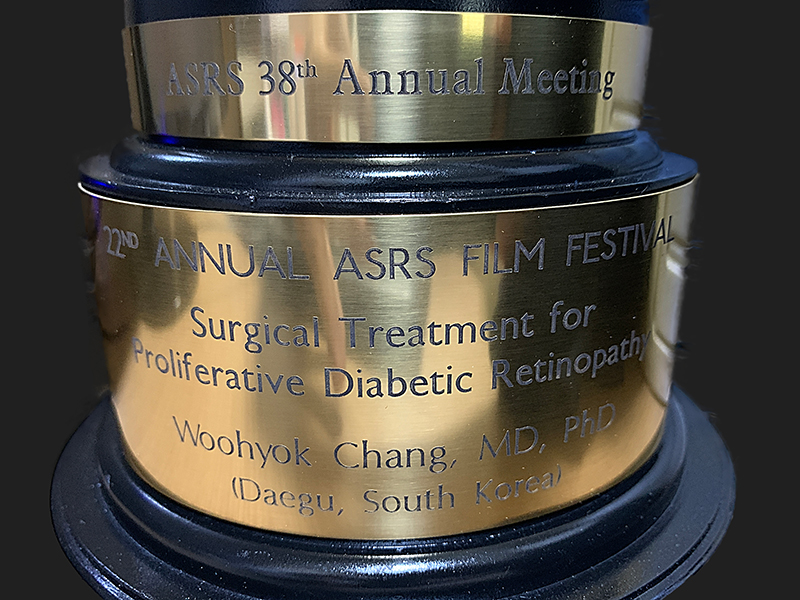 ASRS 38th Annual Meeting
22ND ANNUAL ASRS FILM FESTIVAL
Surgical Treatment for
Proliferative Diabetic Retinopathy
Woohyok Chang, MD, PhD
(Daegu, South Korea)